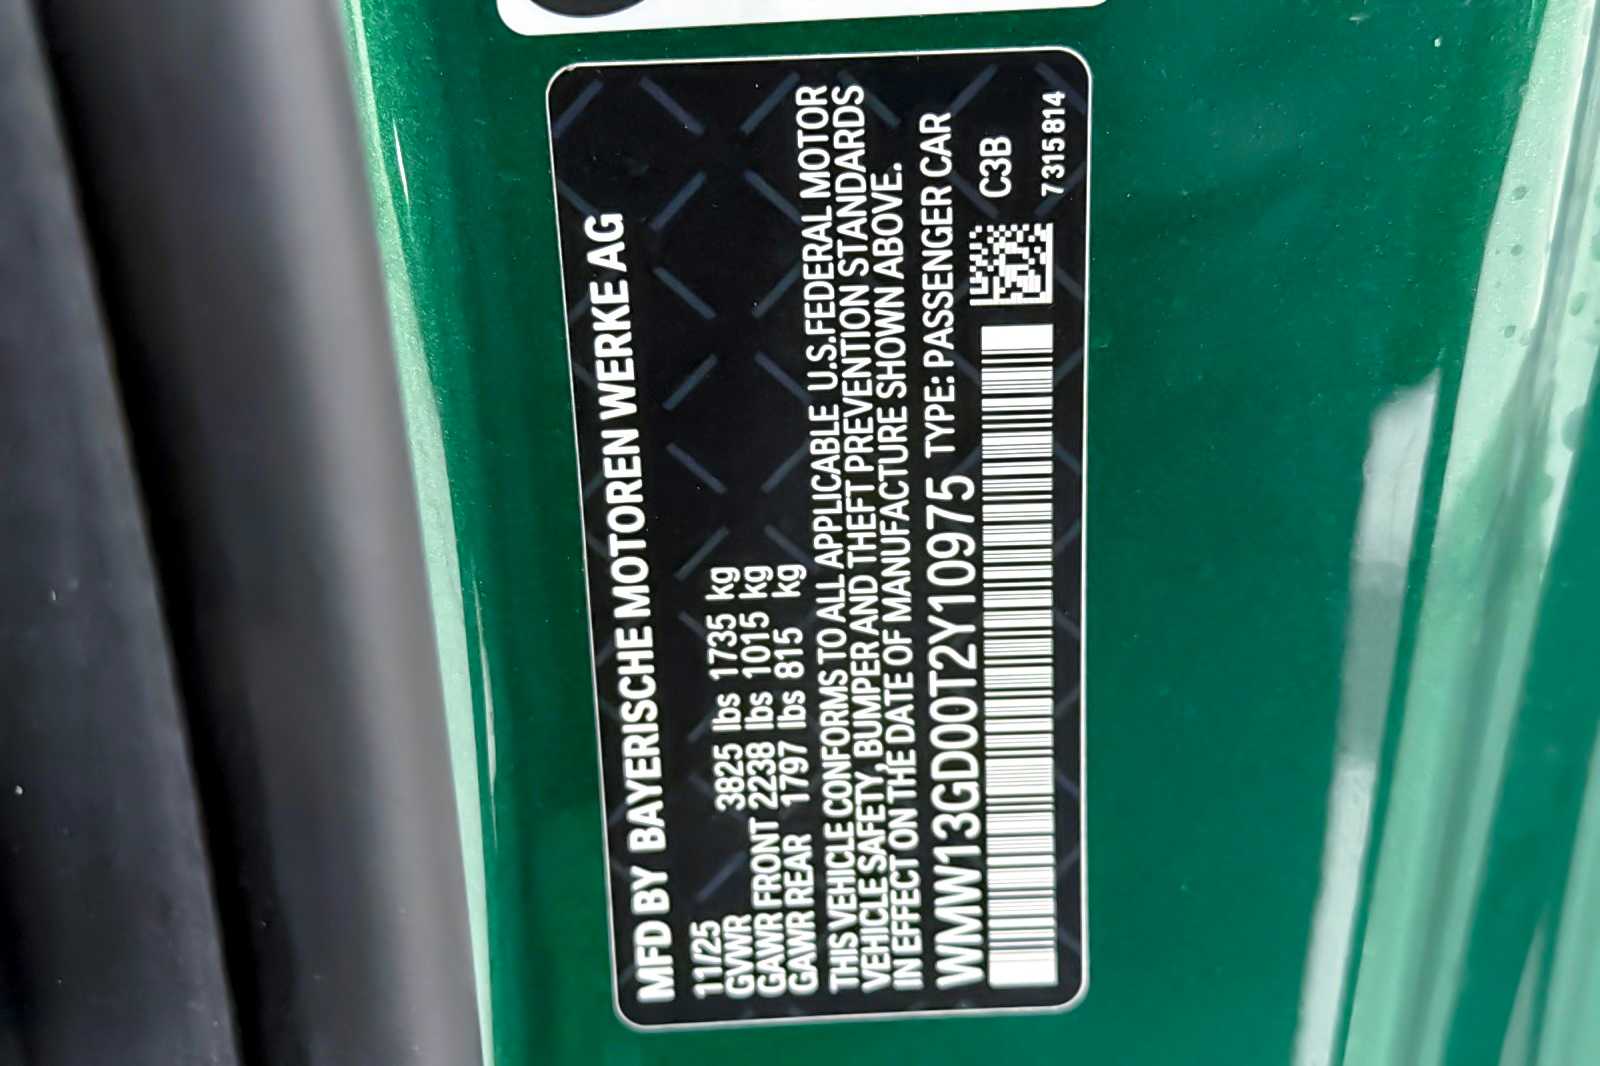 MFD BY BAYERISCHE MOTOREN WERKE AG
11/25
GVWR 3825 lbs 1735 kg
GAWR FRONT 2238 lbs 1015 kg
GAWR REAR 1797 lbs 815 kg
THIS VEHICLE CONFORMS TO ALL APPLICABLE U.S. FEDERAL MOTOR
VEHICLE SAFETY, BUMPER AND THEFT PREVENTION STANDARDS
IN EFFECT ON THE DATE OF MANUFACTURE SHOWN ABOVE.
WMW13GD00T2Y10975 TYPE: PASSENGER CAR
C3B
7315814